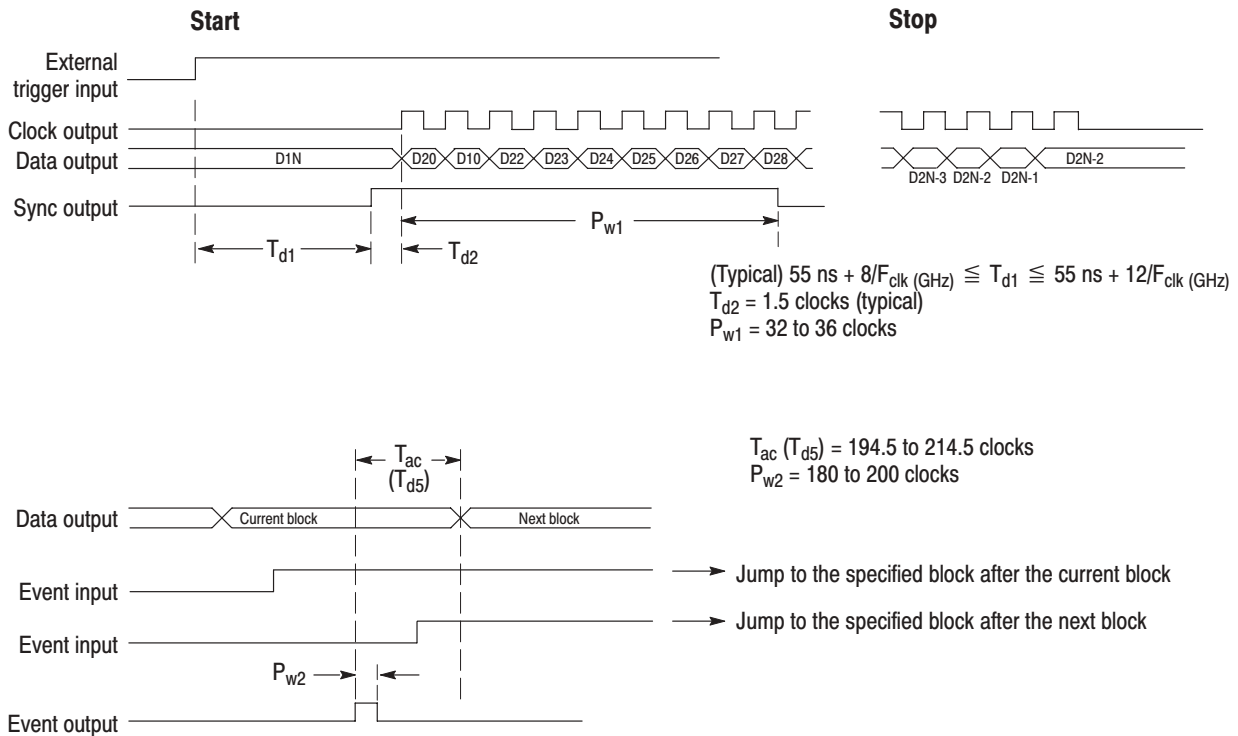 Start
Stop
External
trigger input
Clock output
Data output
D1N
D20
D10
D22
D23
D24
D25
D26
D27
D28
D2N-2
D2N-3
D2N-2
D2N-1
Sync output
Pw1
Td1
Td2
(Typical) 55 ns + 8/Fclk (GHz) ≦ Td1 ≦ 55 ns + 12/Fclk (GHz)
Td2 = 1.5 clocks (typical)
Pw1 = 32 to 36 clocks
Tac
(Td5)
Tac (Td5) = 194.5 to 214.5 clocks
Pw2 = 180 to 200 clocks
Data output
Current block
Next block
Event input
Jump to the specified block after the current block
Event input
Jump to the specified block after the next block
Pw2
Event output